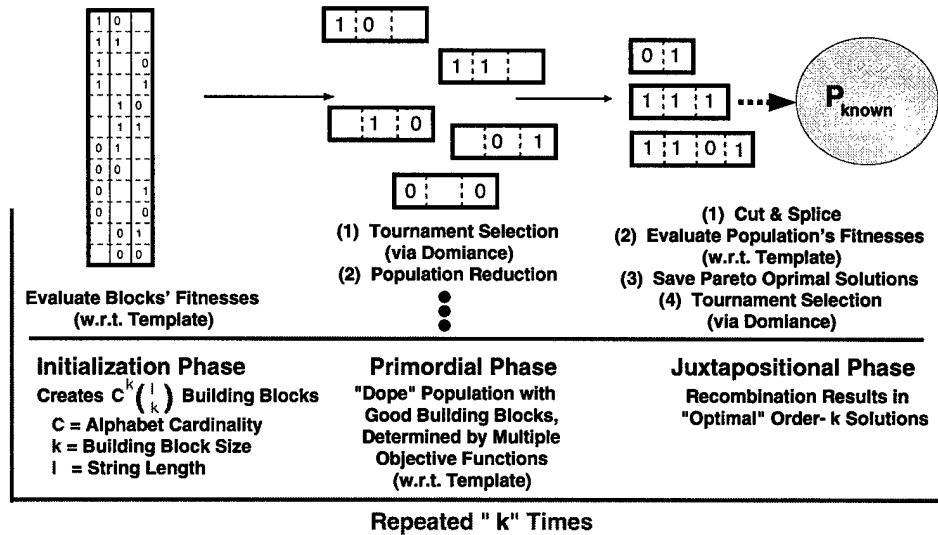 1 0
1 1
1 0
1 1
1 0
1 1
0 1
0 0
0 1
0 0
0 1
0 0
Evaluate Blocks' Fitnesses
(w.r.t. Template)
1 0
1 1
1 0
0 1
0 0
(1) Tournament Selection
(via Domiance)
(2) Population Reduction
0 1
1 1 1
1 1 0 1
P known
(1) Cut & Splice
(2) Evaluate Population's Fitnesses
(w.r.t. Template)
(3) Save Pareto Oprimal Solutions
(4) Tournament Selection
(via Domiance)
Initialization Phase
Creates C^k (l k) Building Blocks
C = Alphabet Cardinality
k = Building Block Size
l = String Length
Primordial Phase
"Dope" Population with
Good Building Blocks,
Determined by Multiple
Objective Functions
(w.r.t. Template)
Juxtapositional Phase
Recombination Results in
"Optimal" Order- k Solutions
Repeated " k" Times